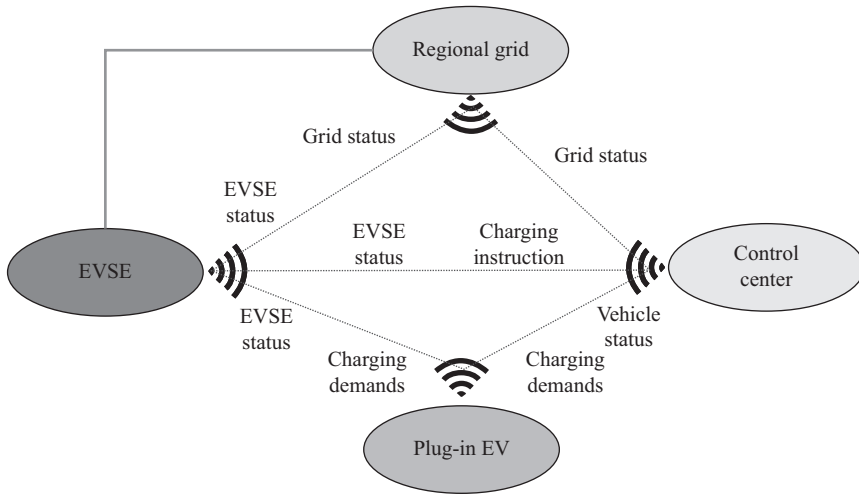 Regional grid
Grid status
Grid status
EVSE
status
EVSE
status
Charging
instruction
EVSE
Control
center
EVSE
status
Vehicle
status
Charging
demands
Charging
demands
Plug-in EV